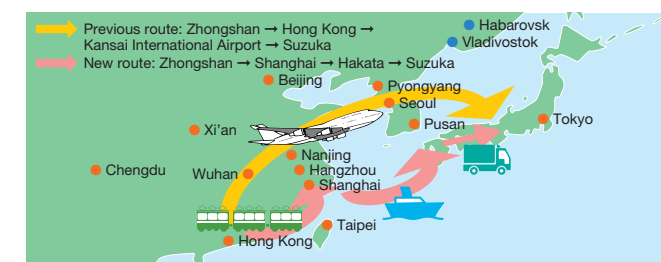 Previous route: Zhongshan → Hong Kong →
Kansai International Airport → Suzuka
New route: Zhongshan → Shanghai → Hakata → Suzuka
Habarovsk
Vladivostok
Beijing
Pyongyang
Seoul
Xi'an
Pusan
Tokyo
Nanjing
Chengdu
Wuhan
Hangzhou
Shanghai
Taipei
Hong Kong